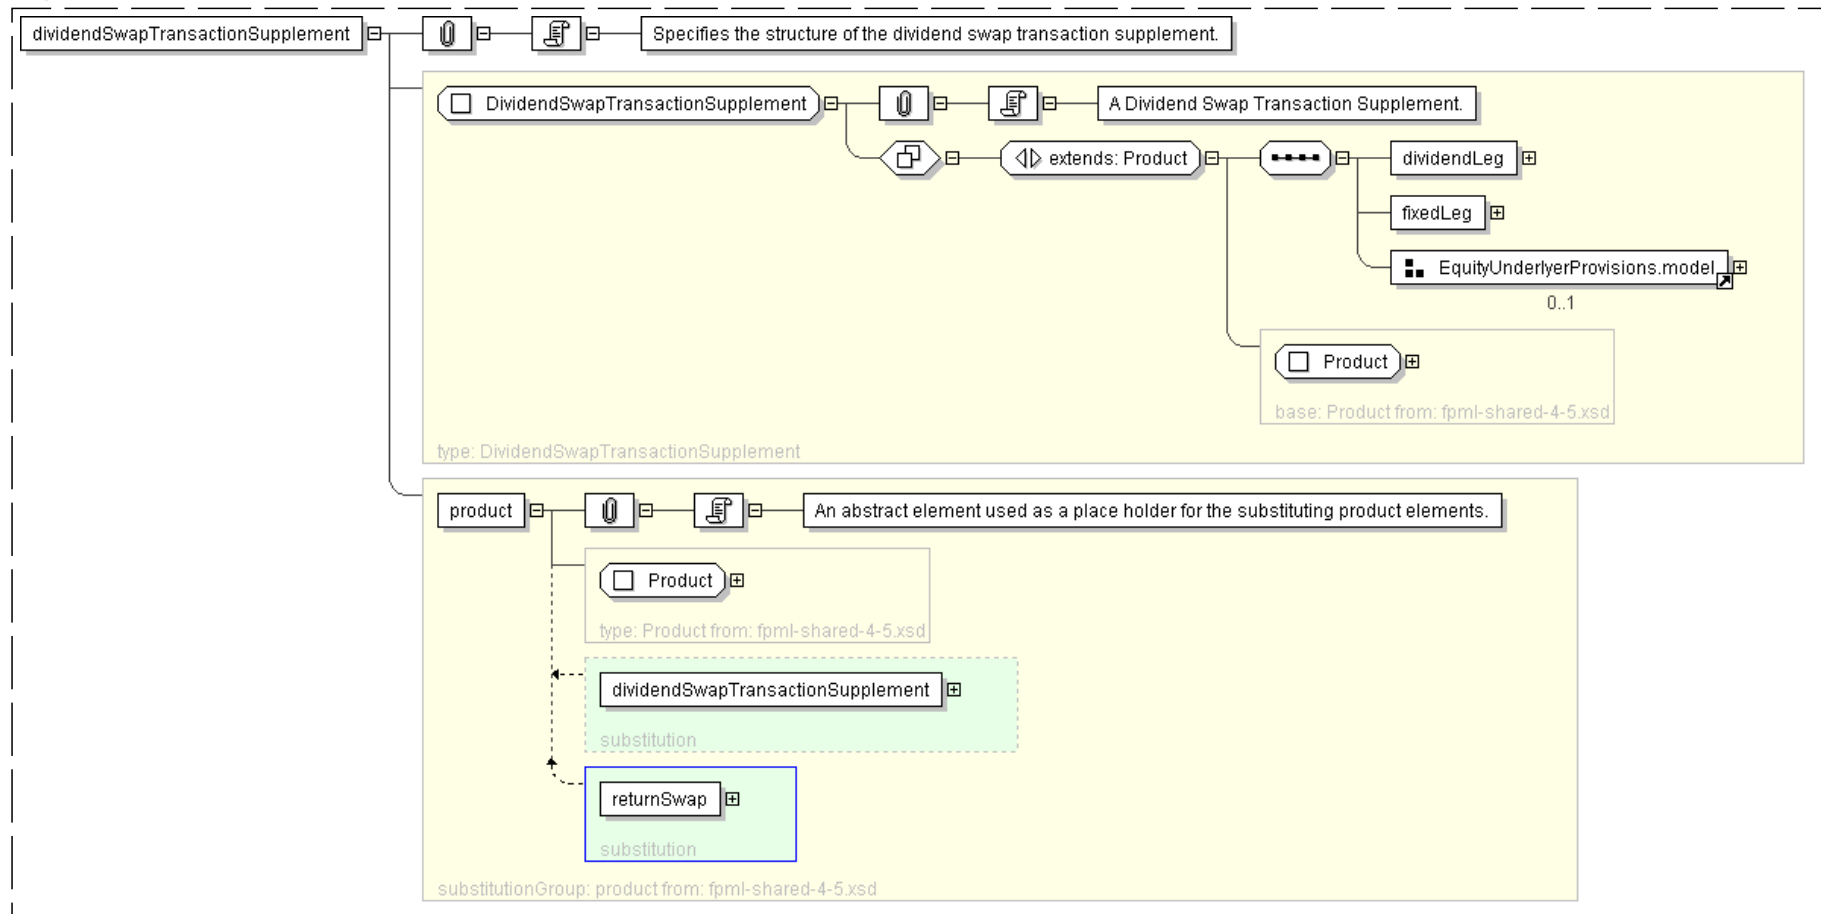 dividendSwapTransactionSupplement
Specifies the structure of the dividend swap transaction supplement.
DividendSwapTransactionSupplement
A Dividend Swap Transaction Supplement.
extends: Product
dividendLeg
fixedLeg
EquityUnderlyerProvisions.model
0..1
Product
base: Product from: fpml-shared-4-5.xsd
type: DividendSwapTransactionSupplement
product
An abstract element used as a place holder for the substituting product elements.
Product
type: Product from: fpml-shared-4-5.xsd
dividendSwapTransactionSupplement
substitution
returnSwap
substitution
substitutionGroup: product from: fpml-shared-4-5.xsd